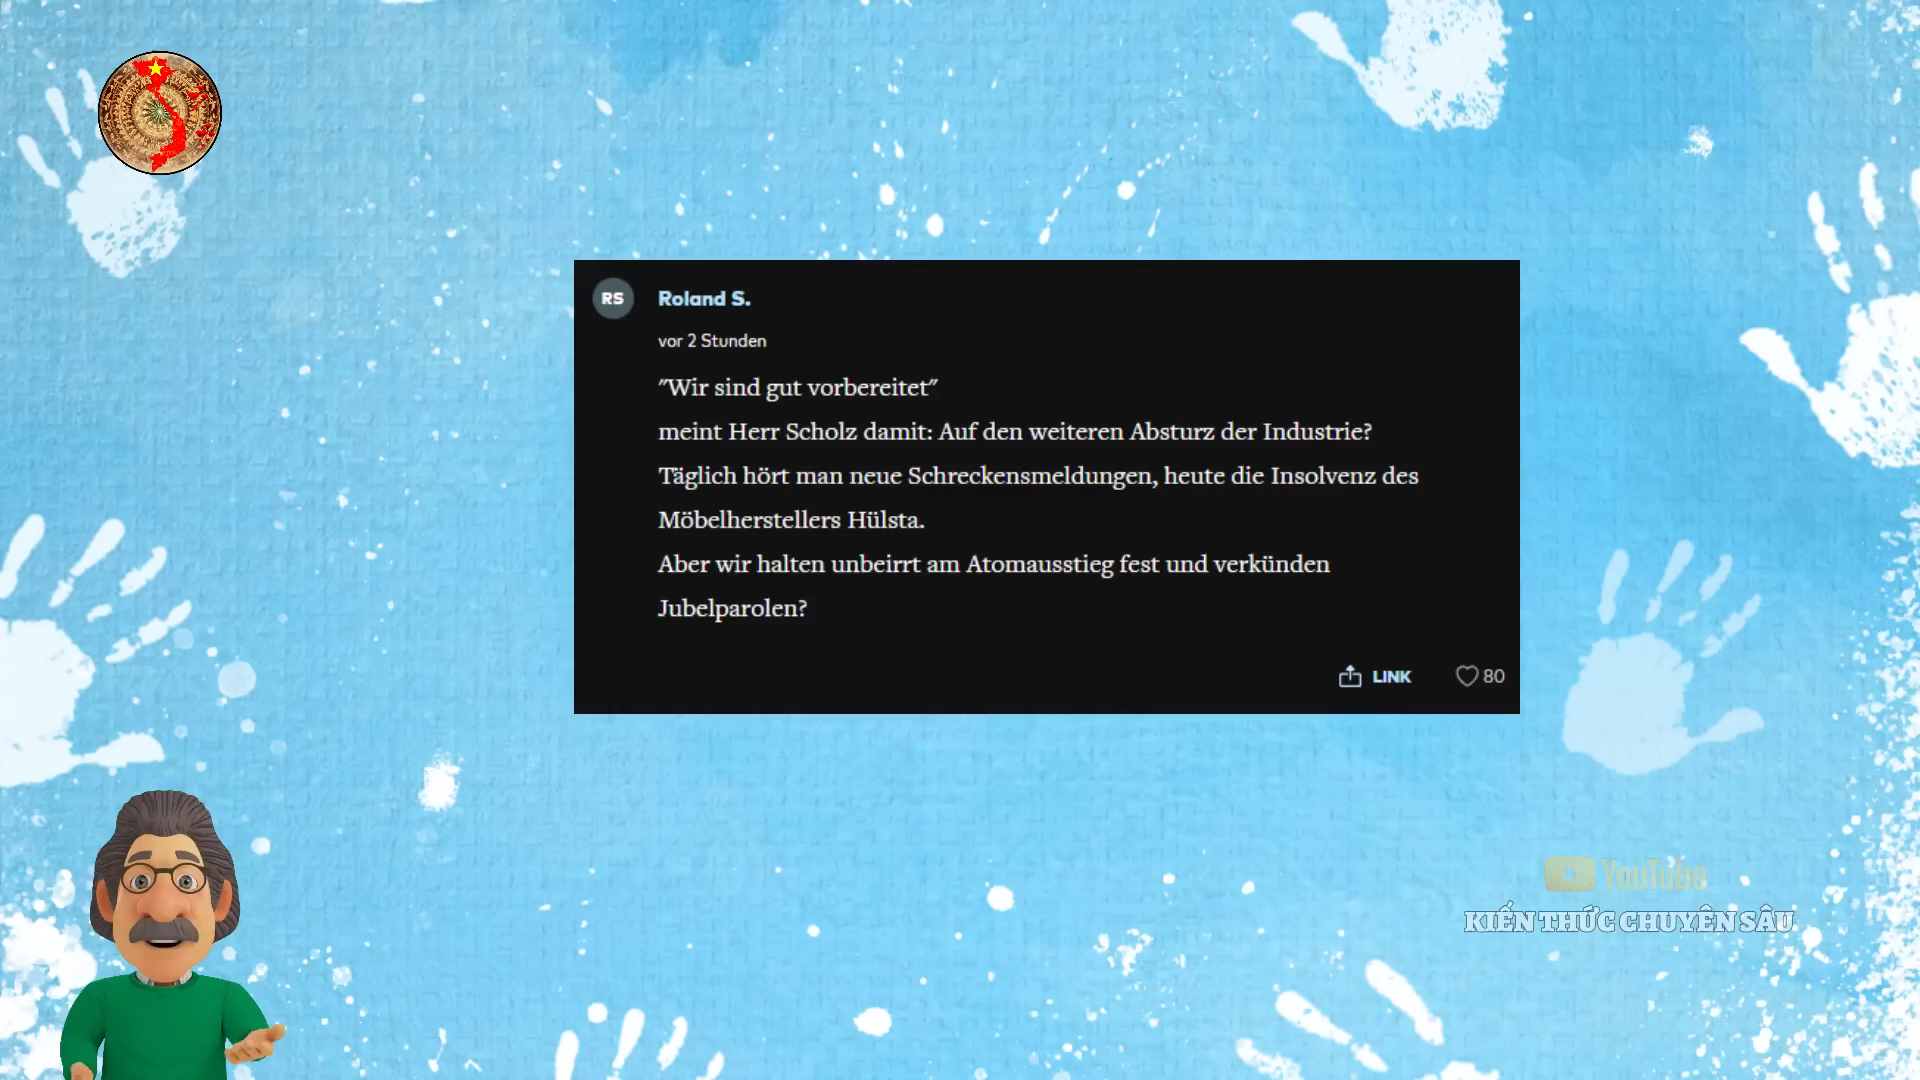 RS
Roland S.
vor 2 Stunden
"Wir sind gut vorbereitet"
meint Herr Scholz damit: Auf den weiteren Absturz der Industrie?
Täglich hört man neue Schreckensmeldungen, heute die Insolvenz des
Möbelherstellers Hülsta.
Aber wir halten unbeirrt am Atomausstieg fest und verkünden
Jubelparolen?
LINK 80
YouTube
KIẾN THỨC CHUYÊN SÂU